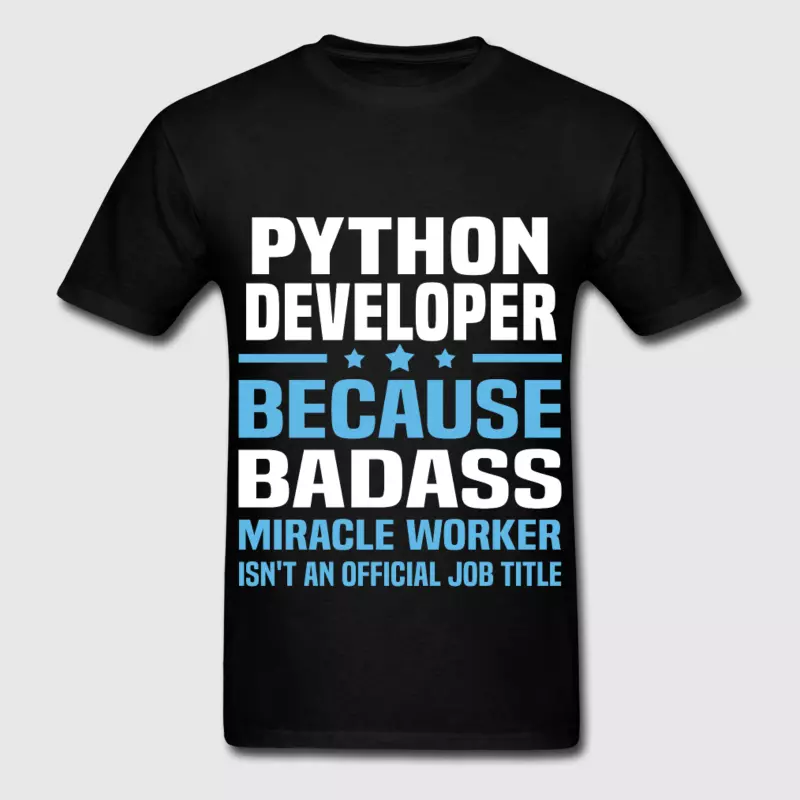 PYTHON
DEVELOPER
BECAUSE
BADASS
MIRACLE WORKER
ISN'T AN OFFICIAL JOB TITLE